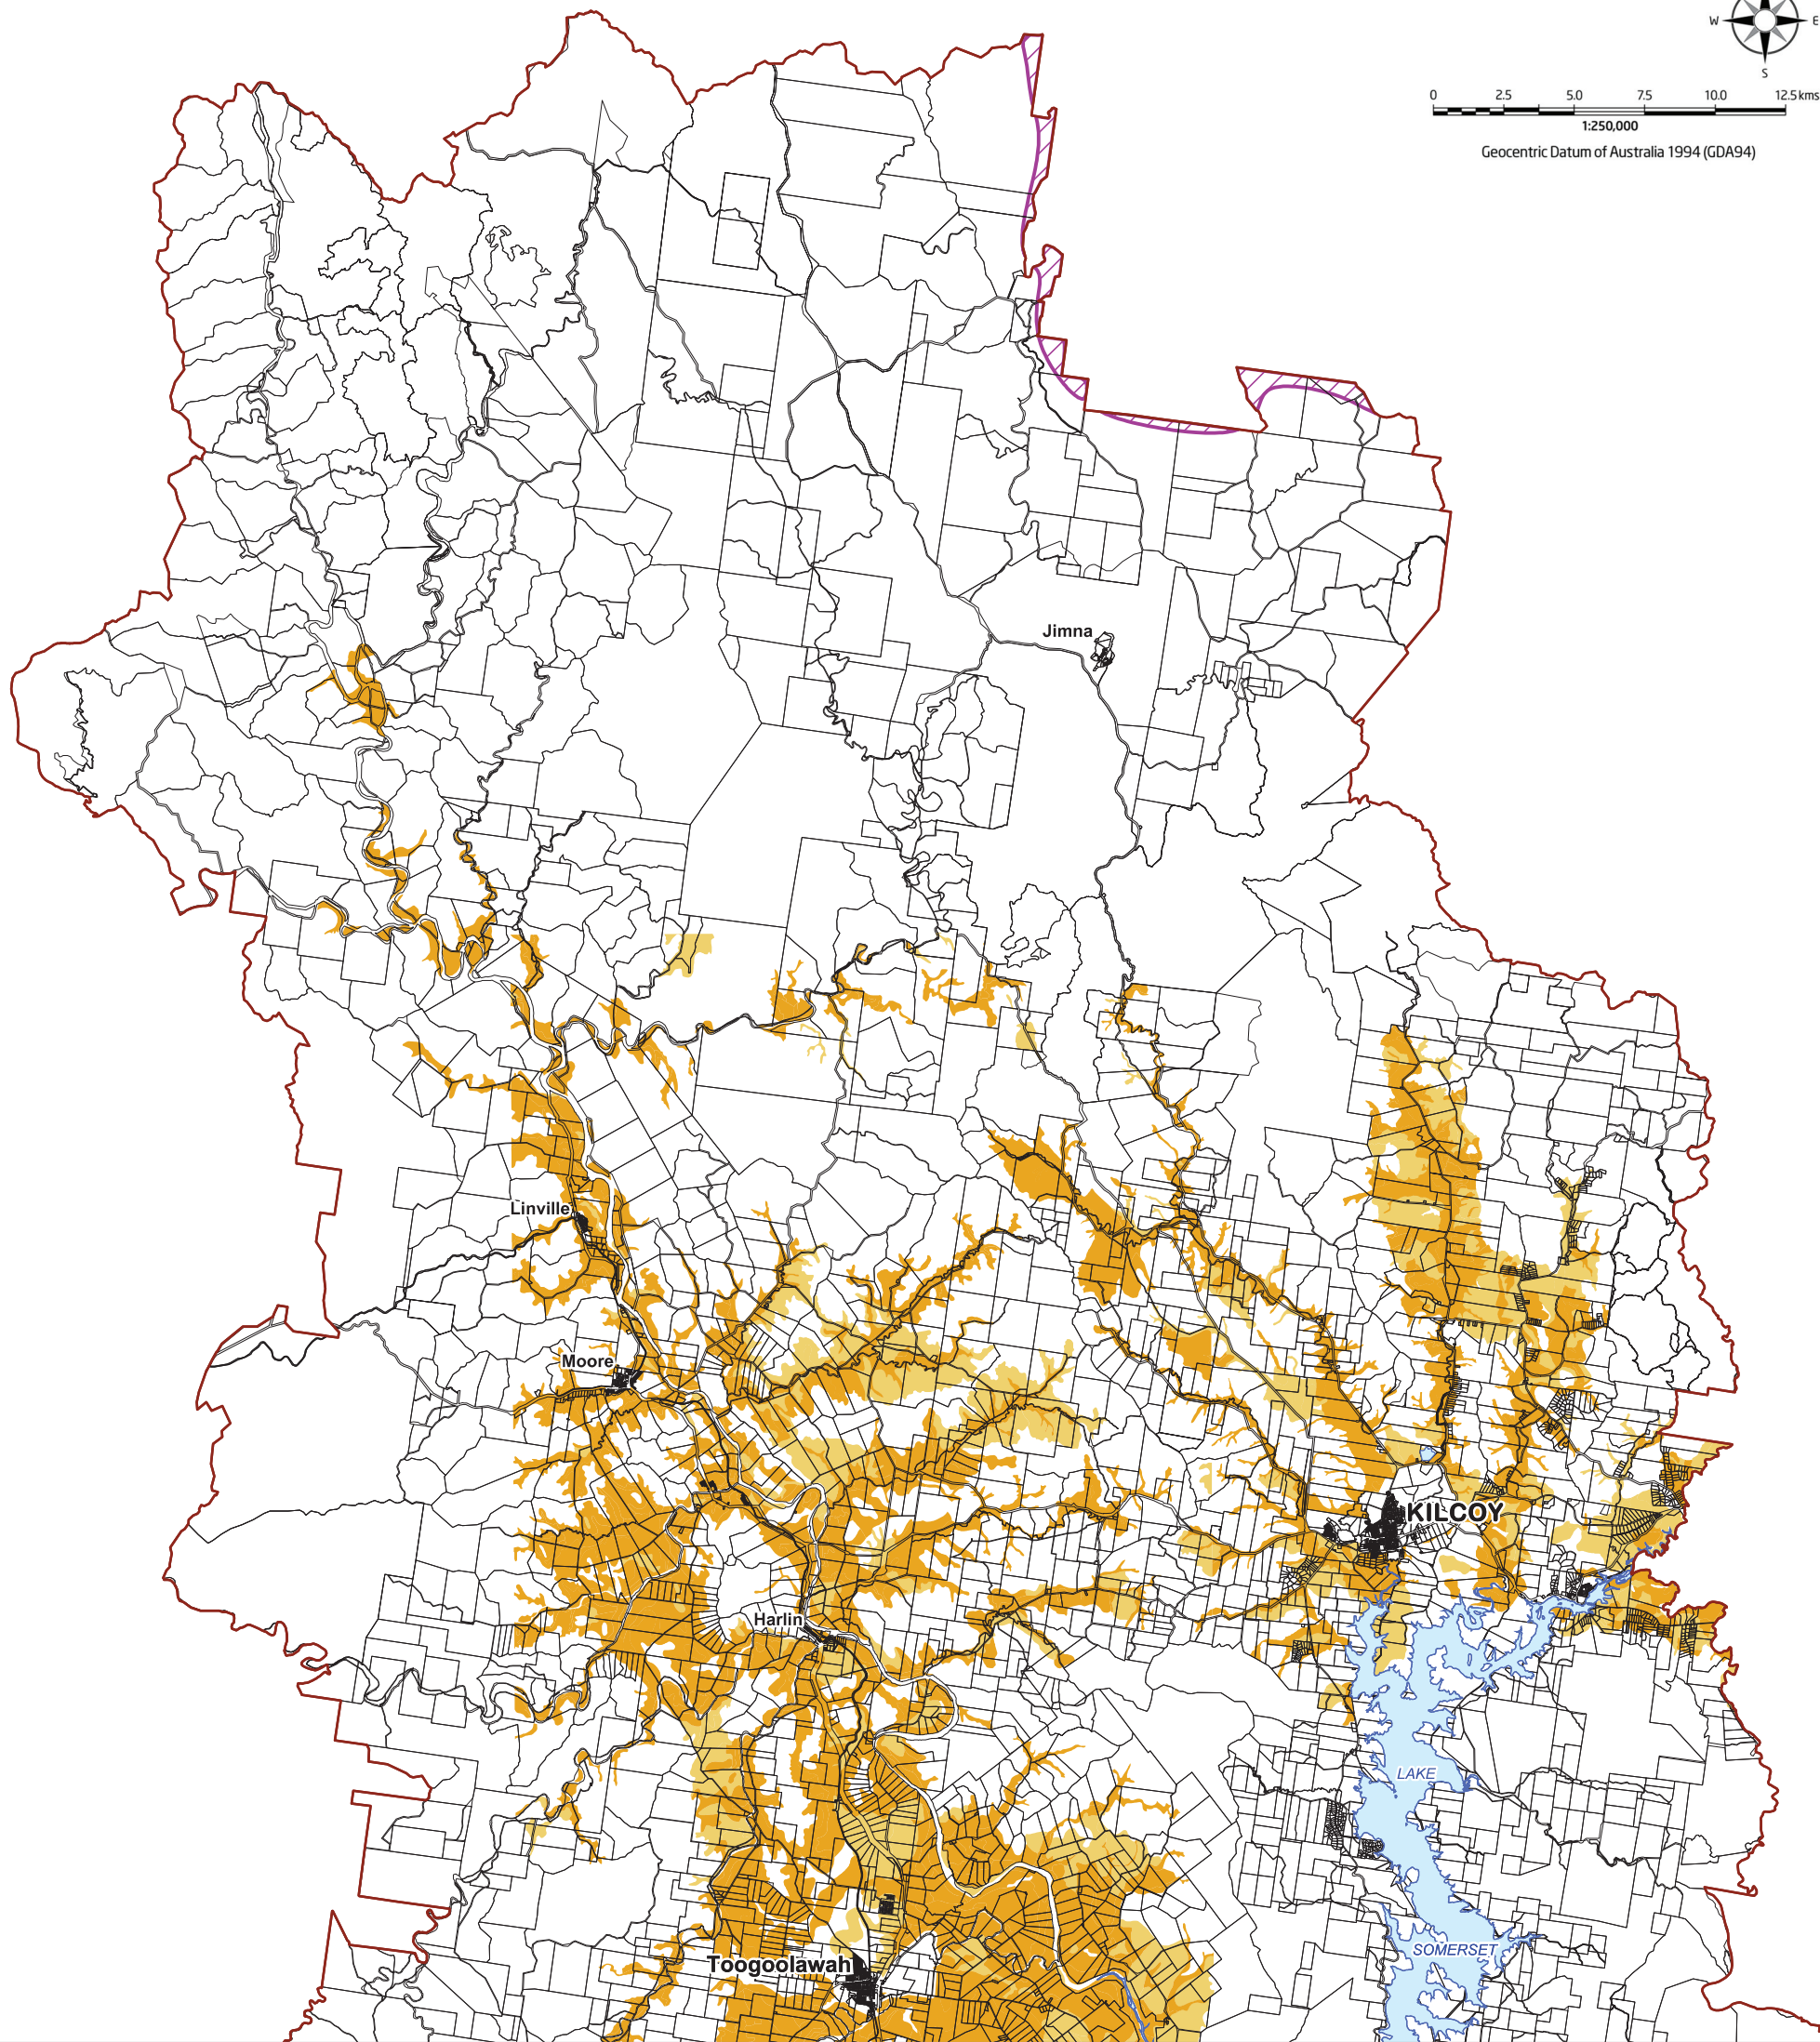 W E
S
0 2.5 5.0 7.5 10.0 12.5 kms
1:250,000
Geocentric Datum of Australia 1994 (GDA94)
Jimna
Linville
Moore
KILCOY
Harlin
LAKE
SOMERSET
Toogoolawah